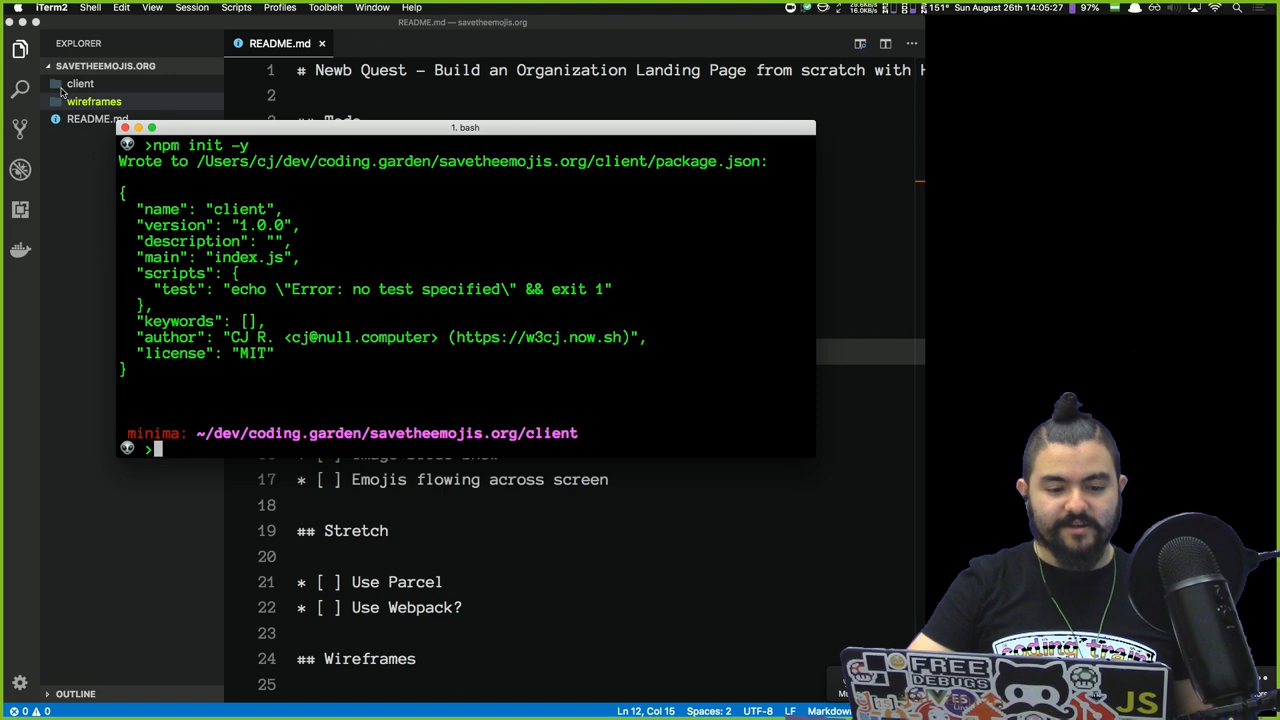 iTerm2 Shell Edit View Session Scripts Profiles Toolbelt Window Help
151° Sun August 26th 14:05:27 97%
README.md — savetheemojis.org
EXPLORER
README.md ×
SAVETHEEMOJIS.ORG
client
wireframes
README.md
1 # Newb Quest - Build an Organization Landing Page from scratch with H
2
1. bash
>npm init -y
Wrote to /Users/cj/dev/coding.garden/savetheemojis.org/client/package.json:
{
"name": "client",
"version": "1.0.0",
"description": "",
"main": "index.js",
"scripts": {
"test": "echo \"Error: no test specified\" && exit 1"
},
"keywords": [],
"author": "CJ R. <cj@null.computer> (https://w3cj.now.sh)",
"license": "MIT"
}
minima: ~/dev/coding.garden/savetheemojis.org/client
>
17 * [ ] Emojis flowing across screen
18
19 ## Stretch
20
21 * [ ] Use Parcel
22 * [ ] Use Webpack?
23
24 ## Wireframes
25
OUTLINE
0 0 Ln 12, Col 15 Spaces: 2 UTF-8 LF Markdown
coding train
FREE
DEBUGS
JS